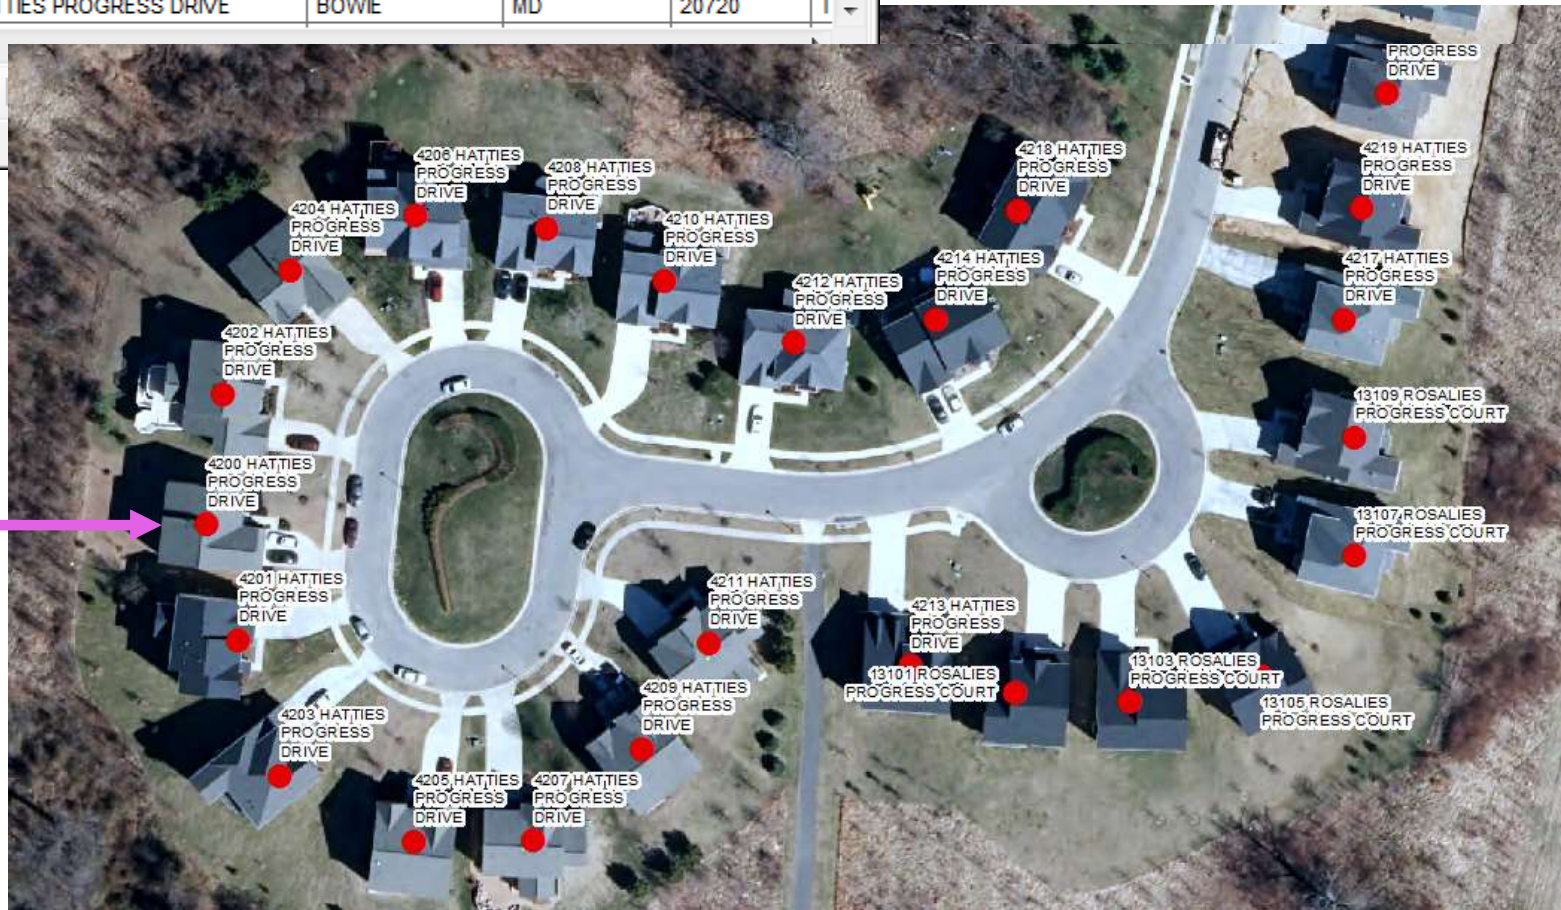 TIES PROGRESS DRIVE BOWIE MD 20720
PROGRESS
DRIVE
4206 HATTIES
PROGRESS
DRIVE
4208 HATTIES
PROGRESS
DRIVE
4218 HATTIES
PROGRESS
DRIVE
4219 HATTIES
PROGRESS
DRIVE
4204 HATTIES
PROGRESS
DRIVE
4210 HATTIES
PROGRESS
DRIVE
4212 HATTIES
PROGRESS
DRIVE
4214 HATTIES
PROGRESS
DRIVE
4217 HATTIES
PROGRESS
DRIVE
4202 HATTIES
PROGRESS
DRIVE
13109 ROSALIES
PROGRESS COURT
4200 HATTIES
PROGRESS
DRIVE
13107 ROSALIES
PROGRESS COURT
4201 HATTIES
PROGRESS
DRIVE
4211 HATTIES
PROGRESS
DRIVE
4213 HATTIES
PROGRESS
DRIVE
13101 ROSALIES
PROGRESS COURT
13103 ROSALIES
PROGRESS COURT
13105 ROSALIES
PROGRESS COURT
4203 HATTIES
PROGRESS
DRIVE
4209 HATTIES
PROGRESS
DRIVE
4205 HATTIES
PROGRESS
DRIVE
4207 HATTIES
PROGRESS
DRIVE